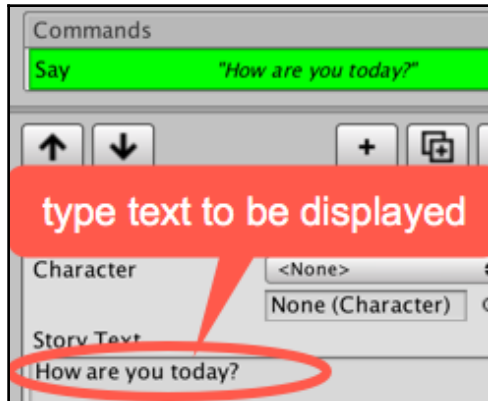 Commands
Say "How are you today?"
+
type text to be displayed
Character <None>
None (Character)
Story Text
How are you today?